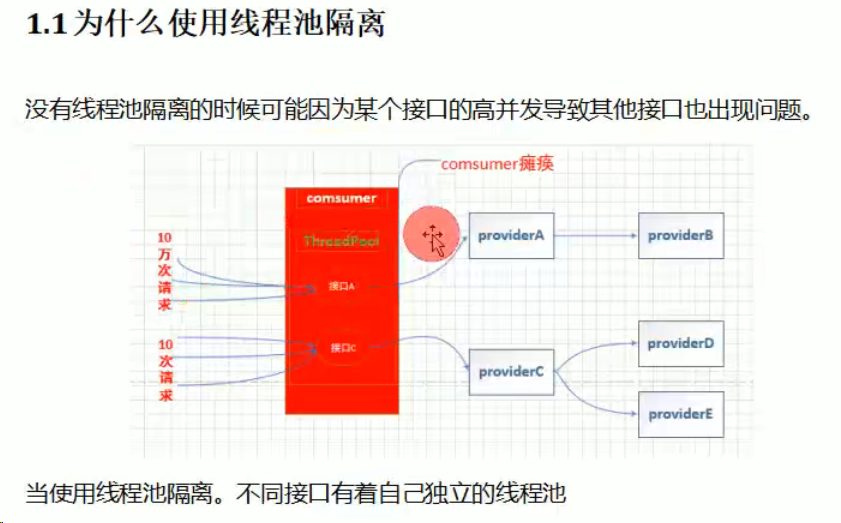 1.1为什么使用线程池隔离
没有线程池隔离的时候可能因为某个接口的高并发导致其他接口也出现问题。
comsumer瘫痪
comsumer
ThreadPool
10
万
次
请
求
接口A
providerA
providerB
10
次
请
求
接口C
providerC
providerD
providerE
当使用线程池隔离。不同接口有着自己独立的线程池